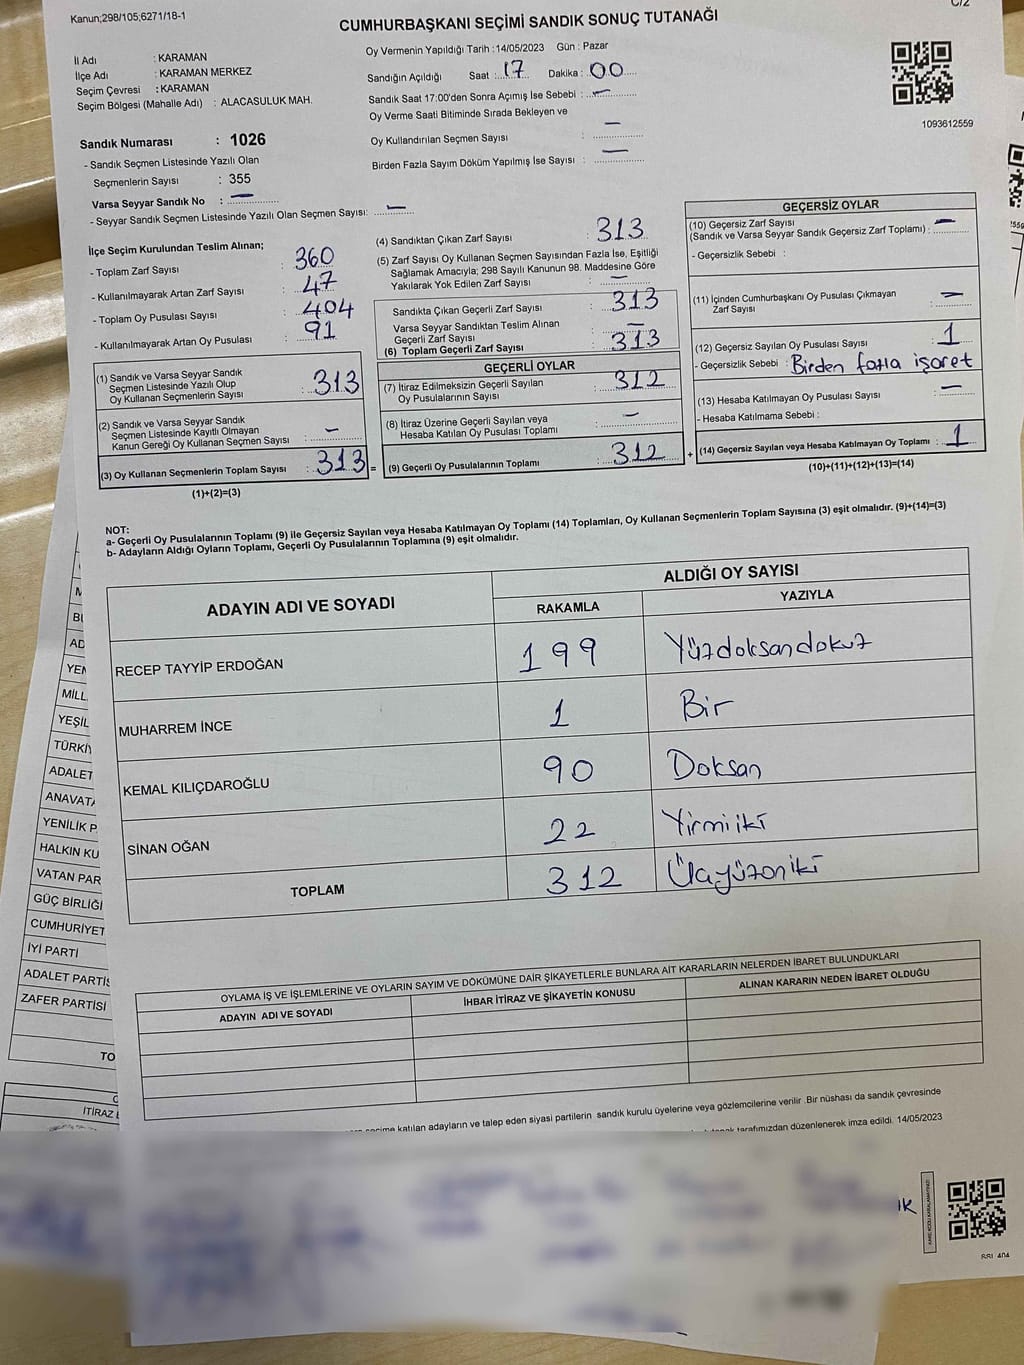 Kanun;298/105;6271/18-1
C/2
CUMHURBAŞKANI SEÇİMİ SANDIK SONUÇ TUTANAĞI
İl Adı : KARAMAN
İlçe Adı : KARAMAN MERKEZ
Seçim Çevresi : KARAMAN
Seçim Bölgesi (Mahalle Adı) : ALACASULUK MAH.
Oy Vermenin Yapıldığı Tarih :14/05/2023 Gün : Pazar
Sandığın Açıldığı Saat : 17 Dakika : 00
Sandık Saat 17:00'den Sonra Açımış İse Sebebi : —
Oy Verme Saati Bitiminde Sırada Bekleyen ve
Oy Kullandırılan Seçmen Sayısı : —
Birden Fazla Sayım Döküm Yapılmış İse Sayısı : —
1093612559
Sandık Numarası : 1026
- Sandık Seçmen Listesinde Yazılı Olan
Seçmenlerin Sayısı : 355
Varsa Seyyar Sandık No : —
- Seyyar Sandık Seçmen Listesinde Yazılı Olan Seçmen Sayısı: —
İlçe Seçim Kurulundan Teslim Alınan;
- Toplam Zarf Sayısı : 360
- Kullanılmayarak Artan Zarf Sayısı : 47
- Toplam Oy Pusulası Sayısı : 404
- Kullanılmayarak Artan Oy Pusulası : 91
(1) Sandık ve Varsa Seyyar Sandık
Seçmen Listesinde Yazılı Olup
Oy Kullanan Seçmenlerin Sayısı : 313
(2) Sandık ve Varsa Seyyar Sandık
Seçmen Listesinde Kayıtlı Olmayan
Kanun Gereği Oy Kullanan Seçmen Sayısı : —
(3) Oy Kullanan Seçmenlerin Toplam Sayısı : 313 =
(1)+(2)=(3)
(4) Sandıktan Çıkan Zarf Sayısı : 313
(5) Zarf Sayısı Oy Kullanan Seçmen Sayısından Fazla İse, Eşitliği
Sağlamak Amacıyla; 298 Sayılı Kanunun 98. Maddesine Göre
Yakılarak Yok Edilen Zarf Sayısı : —
Sandıkta Çıkan Geçerli Zarf Sayısı : 313
Varsa Seyyar Sandıktan Teslim Alınan
Geçerli Zarf Sayısı : —
(6) Toplam Geçerli Zarf Sayısı : 313
GEÇERLİ OYLAR
(7) İtiraz Edilmeksizin Geçerli Sayılan
Oy Pusulalarının Sayısı : 312
(8) İtiraz Üzerine Geçerli Sayılan veya
Hesaba Katılan Oy Pusulası Toplamı : —
(9) Geçerli Oy Pusulalarının Toplamı : 312 +
GEÇERSİZ OYLAR
(10) Geçersiz Zarf Sayısı
(Sandık ve Varsa Seyyar Sandık Geçersiz Zarf Toplamı) : —
- Geçersizlik Sebebi :
(11) İçinden Cumhurbaşkanı Oy Pusulası Çıkmayan
Zarf Sayısı : —
(12) Geçersiz Sayılan Oy Pusulası Sayısı : 1
- Geçersizlik Sebebi : Birden fazla işaret
(13) Hesaba Katılmayan Oy Pusulası Sayısı : —
- Hesaba Katılmama Sebebi :
(14) Geçersiz Sayılan veya Hesaba Katılmayan Oy Toplamı : 1
(10)+(11)+(12)+(13)=(14)
NOT:
a- Geçerli Oy Pusulalarının Toplamı (9) ile Geçersiz Sayılan veya Hesaba Katılmayan Oy Toplamı (14) Toplamları, Oy Kullanan Seçmenlerin Toplam Sayısına (3) eşit olmalıdır. (9)+(14)=(3)
b- Adayların Aldığı Oyların Toplamı, Geçerli Oy Pusulalarının Toplamına (9) eşit olmalıdır.
ADAYIN ADI VE SOYADI
ALDIĞI OY SAYISI
RAKAMLA YAZIYLA
RECEP TAYYİP ERDOĞAN 199 Yüzdoksandokuz
MUHARREM İNCE 1 Bir
KEMAL KILIÇDAROĞLU 90 Doksan
SİNAN OĞAN 22 Yirmiiki
TOPLAM 312 Üçyüzoniki
OYLAMA İŞ VE İŞLEMLERİNE VE OYLARIN SAYIM VE DÖKÜMÜNE DAİR ŞİKAYETLERLE BUNLARA AİT KARARLARIN NELERDEN İBARET BULUNDUKLARI
ADAYIN ADI VE SOYADI
İHBAR İTİRAZ VE ŞİKAYETİN KONUSU
ALINAN KARARIN NEDEN İBARET OLDUĞU
katılan adayların ve talep eden siyasi partilerin sandık kurulu üyelerine veya gözlemcilerine verilir .Bir nüshası da sandık çevresinde
tarafımızdan düzenlenerek imza edildi. 14/05/2023
AD
YEN
MİLL
YEŞİL
TÜRKİY
ADALET
ANAVATA
YENİLİK P
HALKIN KU
VATAN PAR
GÜÇ BİRLİĞİ
CUMHURİYET
İYİ PARTİ
ADALET PARTİS
ZAFER PARTİSİ
TO
İTİRAZ